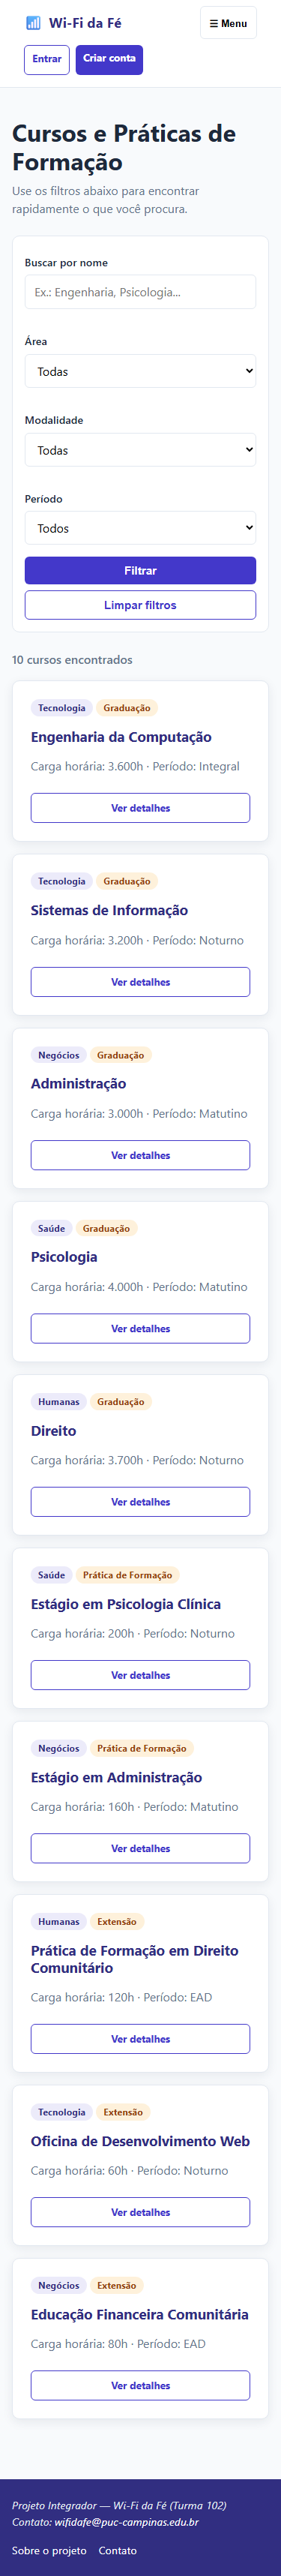 Wi-Fi da Fé
☰ Menu
Entrar
Criar conta
Cursos e Práticas de
Formação
Use os filtros abaixo para encontrar
rapidamente o que você procura.
Buscar por nome
Ex.: Engenharia, Psicologia...
Área
Todas
Modalidade
Todas
Período
Todos
Filtrar
Limpar filtros
10 cursos encontrados
Tecnologia Graduação
Engenharia da Computação
Carga horária: 3.600h · Período: Integral
Ver detalhes
Tecnologia Graduação
Sistemas de Informação
Carga horária: 3.200h · Período: Noturno
Ver detalhes
Negócios Graduação
Administração
Carga horária: 3.000h · Período: Matutino
Ver detalhes
Saúde Graduação
Psicologia
Carga horária: 4.000h · Período: Matutino
Ver detalhes
Humanas Graduação
Direito
Carga horária: 3.700h · Período: Noturno
Ver detalhes
Saúde Prática de Formação
Estágio em Psicologia Clínica
Carga horária: 200h · Período: Noturno
Ver detalhes
Negócios Prática de Formação
Estágio em Administração
Carga horária: 160h · Período: Matutino
Ver detalhes
Humanas Extensão
Prática de Formação em Direito
Comunitário
Carga horária: 120h · Período: EAD
Ver detalhes
Tecnologia Extensão
Oficina de Desenvolvimento Web
Carga horária: 60h · Período: Noturno
Ver detalhes
Negócios Extensão
Educação Financeira Comunitária
Carga horária: 80h · Período: EAD
Ver detalhes
Projeto Integrador — Wi-Fi da Fé (Turma 102)
Contato: wifidafe@puc-campinas.edu.br
Sobre o projeto Contato